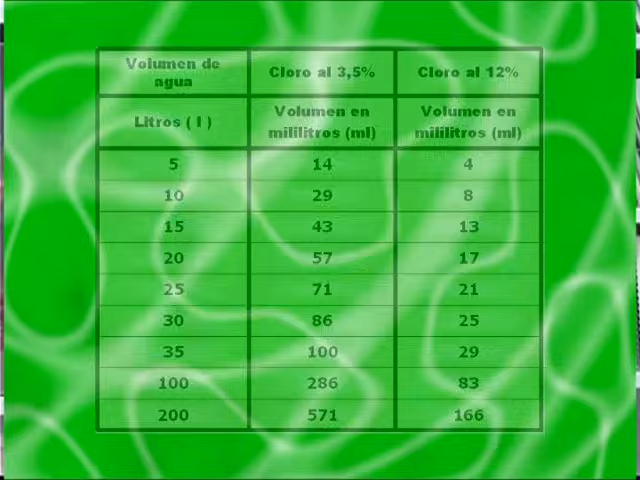 Volumen de agua Cloro al 3,5% Cloro al 12%
Litros ( l ) Volumen en mililitros (ml) Volumen en mililitros (ml)
5 14 4
10 29 8
15 43 13
20 57 17
25 71 21
30 86 25
35 100 29
100 286 83
200 571 166